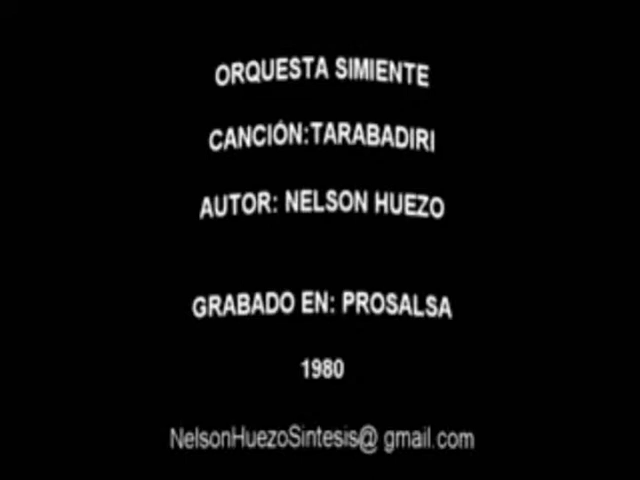 ORQUESTA SIMIENTE
CANCIÓN:TARABADIRI
AUTOR: NELSON HUEZO
GRABADO EN: PROSALSA
1980
NelsonHuezoSintesis@ gmail.com